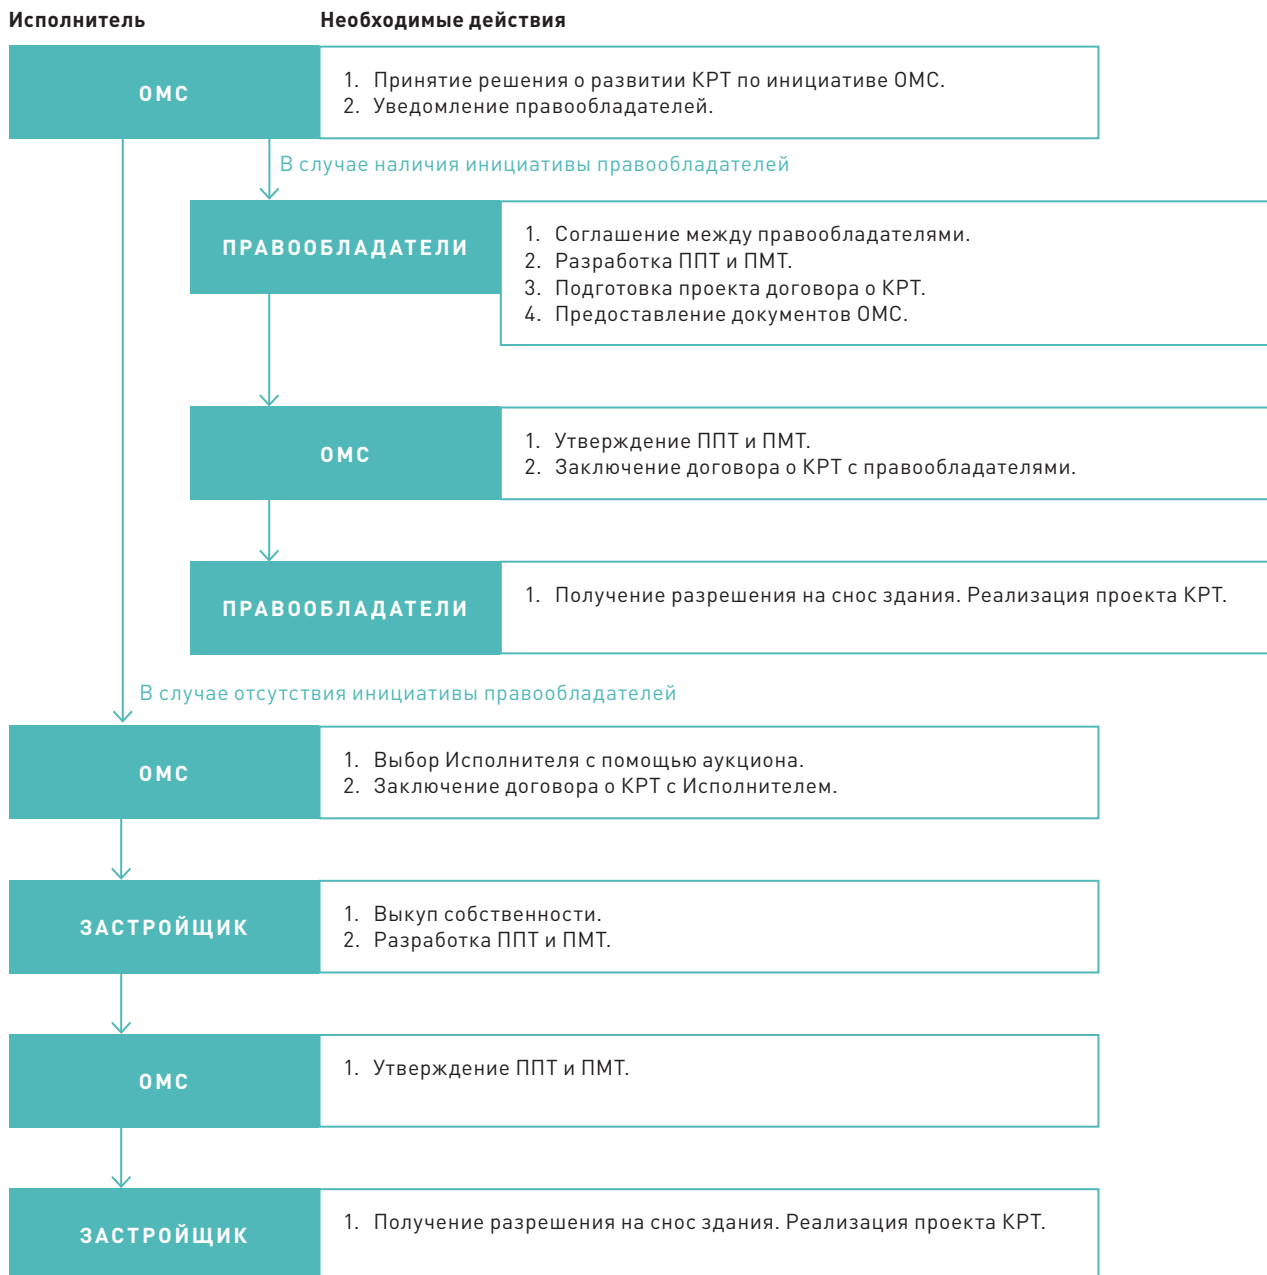 Исполнитель
Необходимые действия
ОМС
1. Принятие решения о развитии КРТ по инициативе ОМС.
2. Уведомление правообладателей.
В случае наличия инициативы правообладателей
ПРАВООБЛАДАТЕЛИ
1. Соглашение между правообладателями.
2. Разработка ППТ и ПМТ.
3. Подготовка проекта договора о КРТ.
4. Предоставление документов ОМС.
ОМС
1. Утверждение ППТ и ПМТ.
2. Заключение договора о КРТ с правообладателями.
ПРАВООБЛАДАТЕЛИ
1. Получение разрешения на снос здания. Реализация проекта КРТ.
В случае отсутствия инициативы правообладателей
ОМС
1. Выбор Исполнителя с помощью аукциона.
2. Заключение договора о КРТ с Исполнителем.
ЗАСТРОЙЩИК
1. Выкуп собственности.
2. Разработка ППТ и ПМТ.
ОМС
1. Утверждение ППТ и ПМТ.
ЗАСТРОЙЩИК
1. Получение разрешения на снос здания. Реализация проекта КРТ.